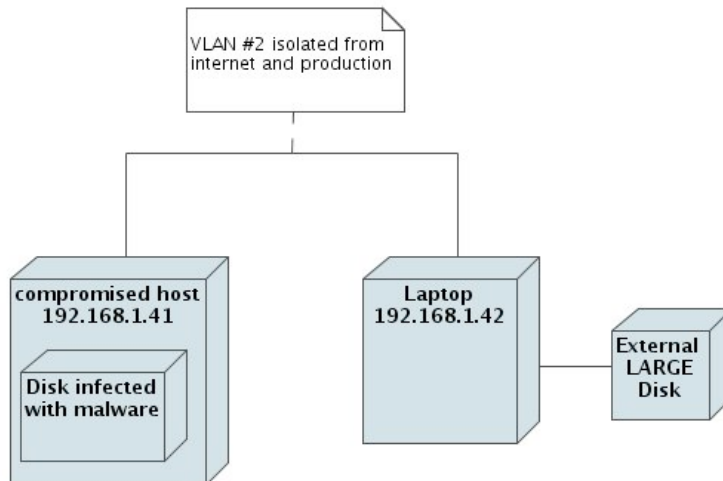 VLAN #2 isolated from
internet and production
compromised host
192.168.1.41
Disk infected
with malware
Laptop
192.168.1.42
External
LARGE
Disk